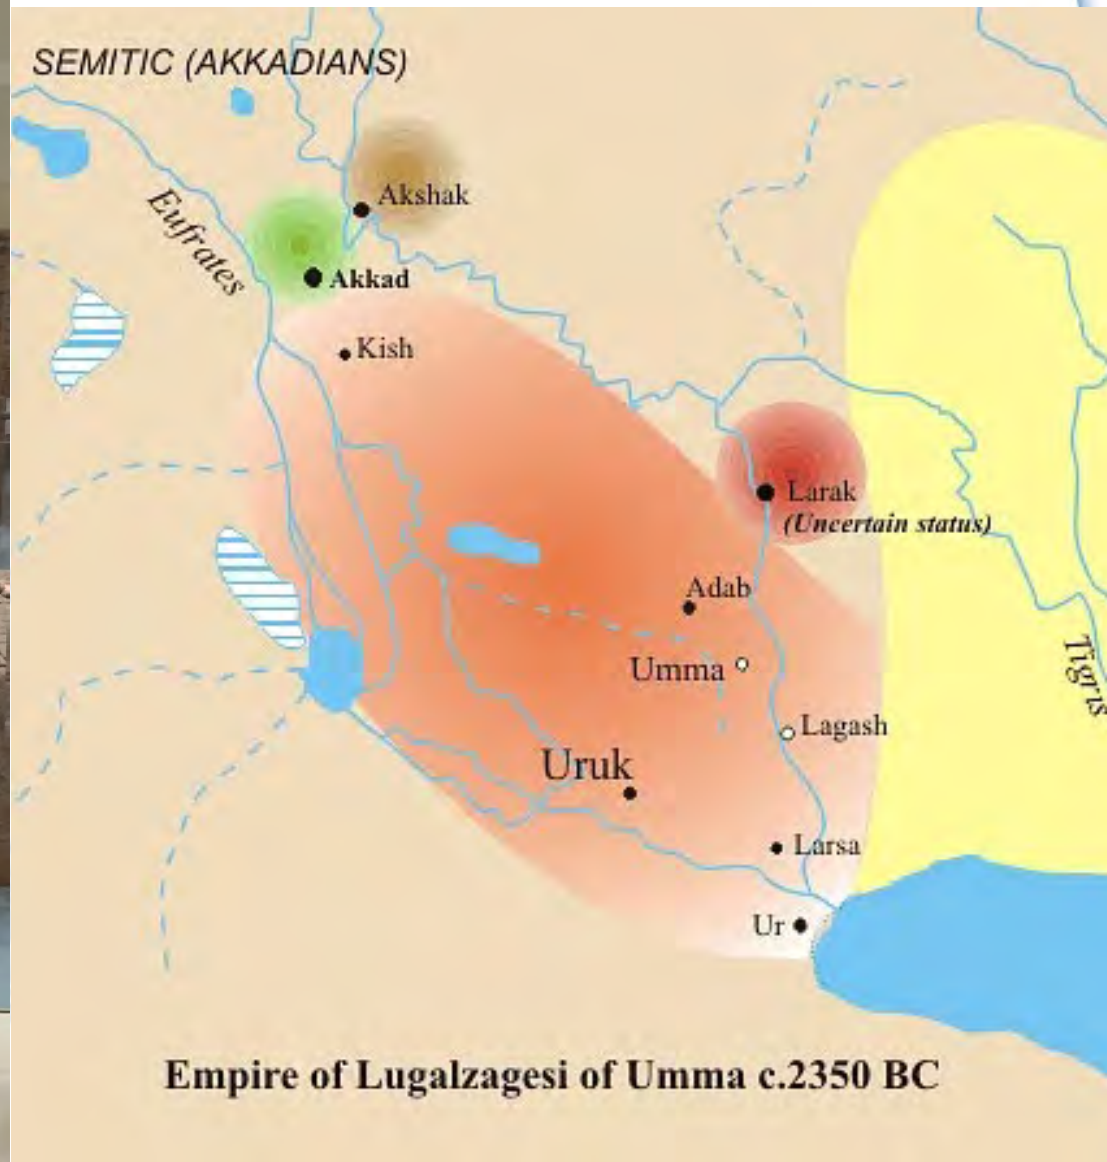 SEMITIC (AKKADIANS)
Akshak
Eufrates
Akkad
Kish
Larak
(Uncertain status)
Adab
Umma
Tigris
Lagash
Uruk
Larsa
Ur
Empire of Lugalzagesi of Umma c.2350 BC